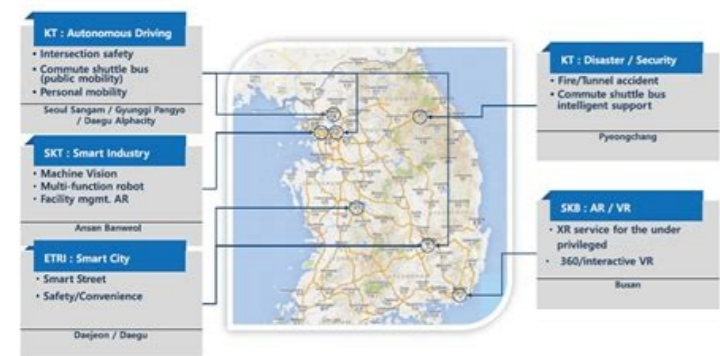 KT : Autonomous Driving
• Intersection safety
• Commute shuttle bus
(public mobility)
• Personal mobility
Seoul Sangam / Gyunggi Pangyo
/ Daegu Alphacity
SKT : Smart Industry
• Machine Vision
• Multi-function robot
• Facility mgmt. AR
Ansan Banweol
ETRI : Smart City
• Smart Street
• Safety/Convenience
Daejeon / Daegu
KT : Disaster / Security
• Fire/Tunnel accident
• Commute shuttle bus
intelligent support
Pyeongchang
SKB : AR / VR
• XR service for the under
privileged
• 360/interactive VR
Busan